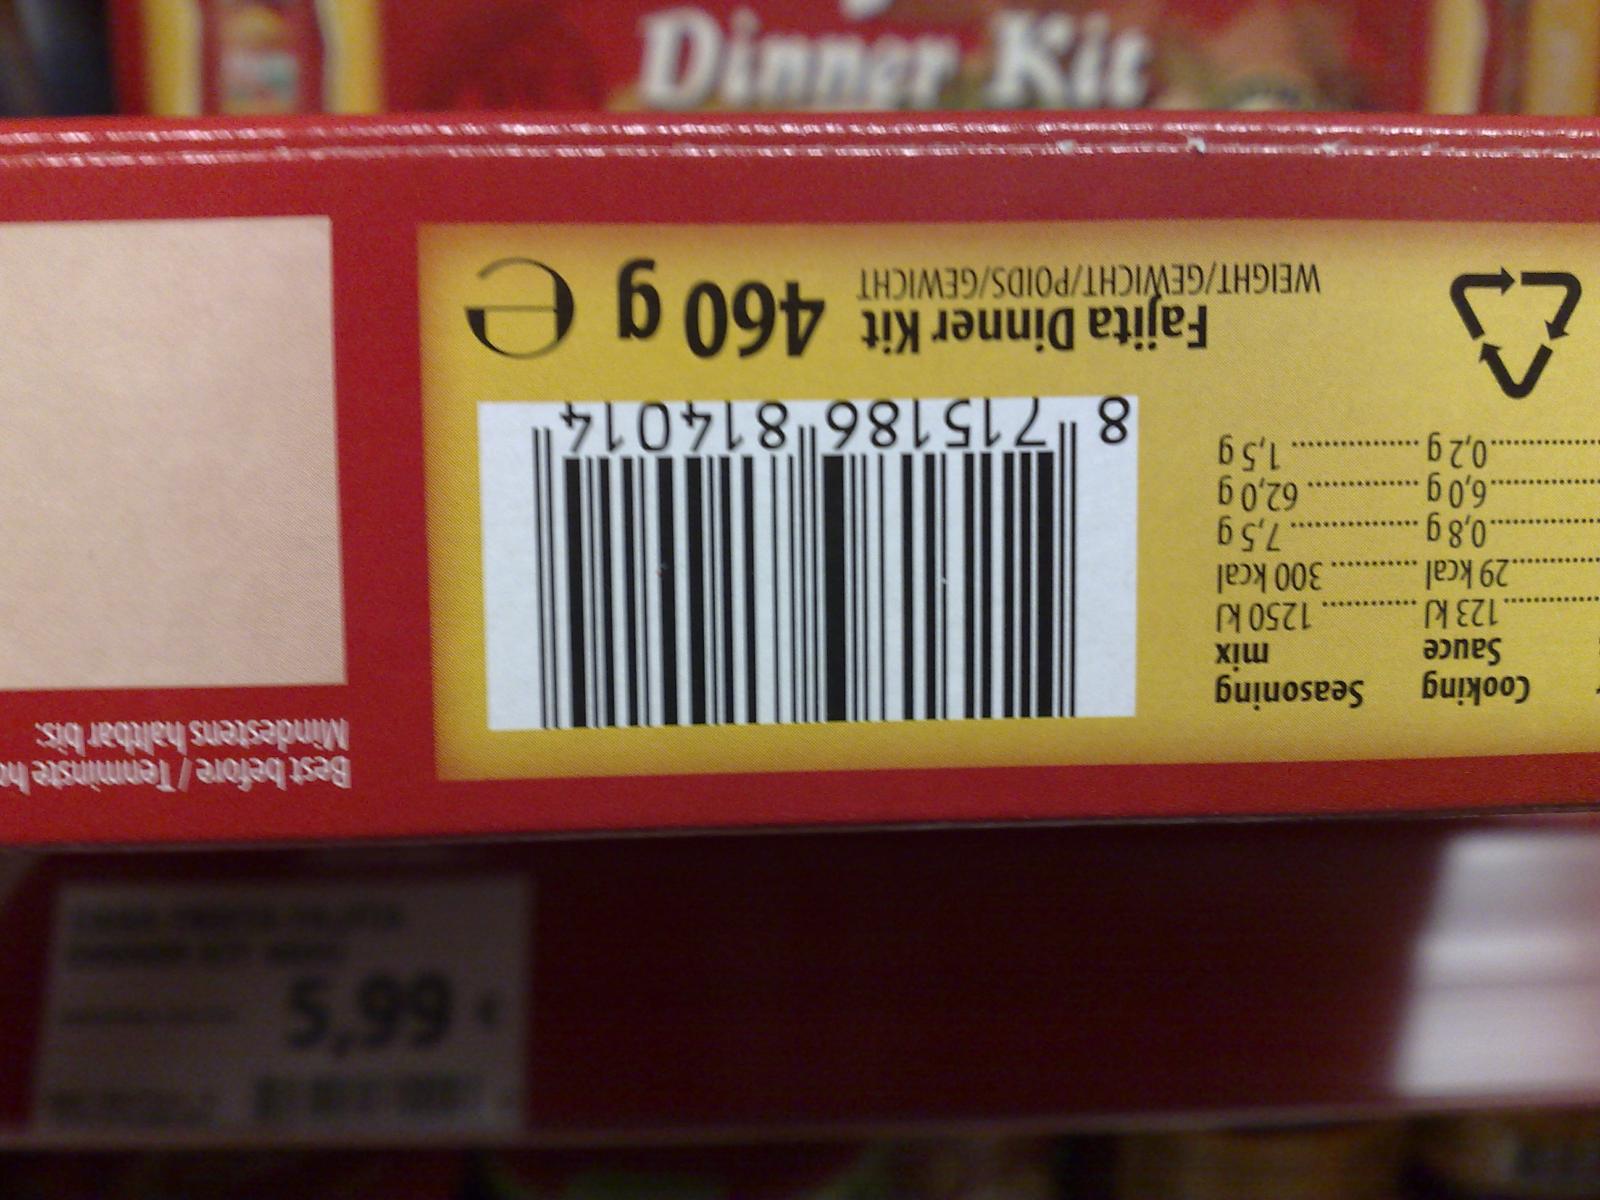 Dinner Kit
WEIGHT/GEWICHT/POIDS/GEWICHT
Fajita Dinner Kit 460 g ℮
8 715186 814014
Cooking Sauce
Seasoning mix
123 kJ 1250 kJ
29 kcal 300 kcal
0,8 g 7,5 g
6,0 g 62,0 g
0,2 g 1,5 g
Best before / Tenminste
Mindestens haltbar bis:
5,99 €